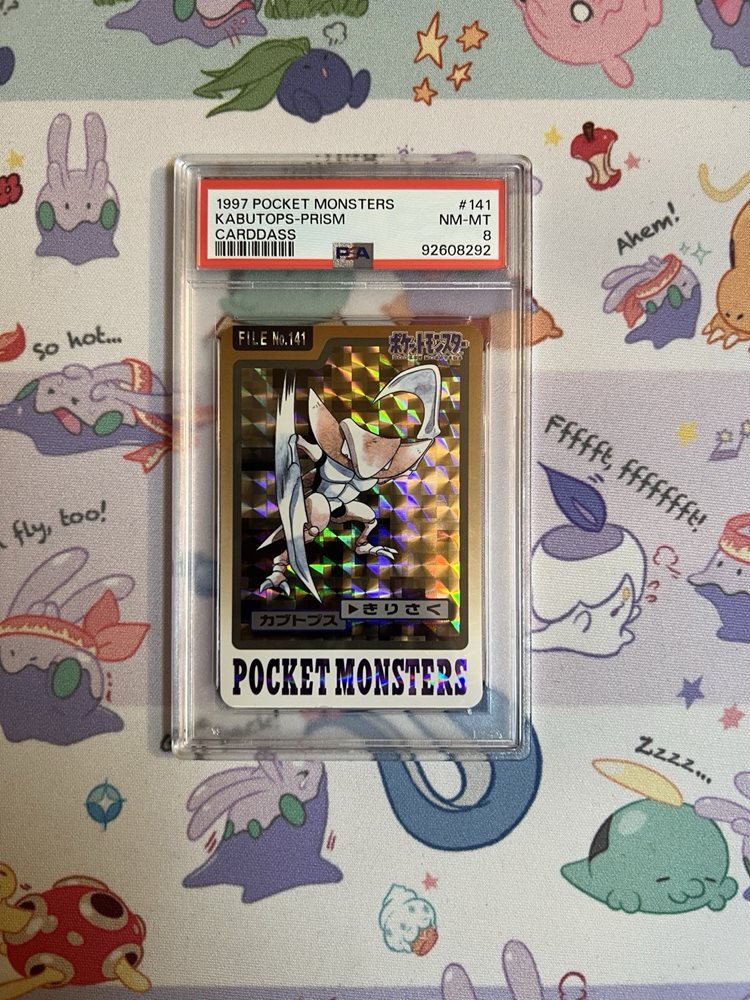 1997 POCKET MONSTERS #141
KABUTOPS-PRISM NM-MT
CARDDASS 8
PSA 92608292
FILE No.141
ポケットモンスター
カブトプス
▶きりさく
POCKET MONSTERS
so hot...
fly, too!
Ahem!
Fffft, fffffft!
Zzzz...